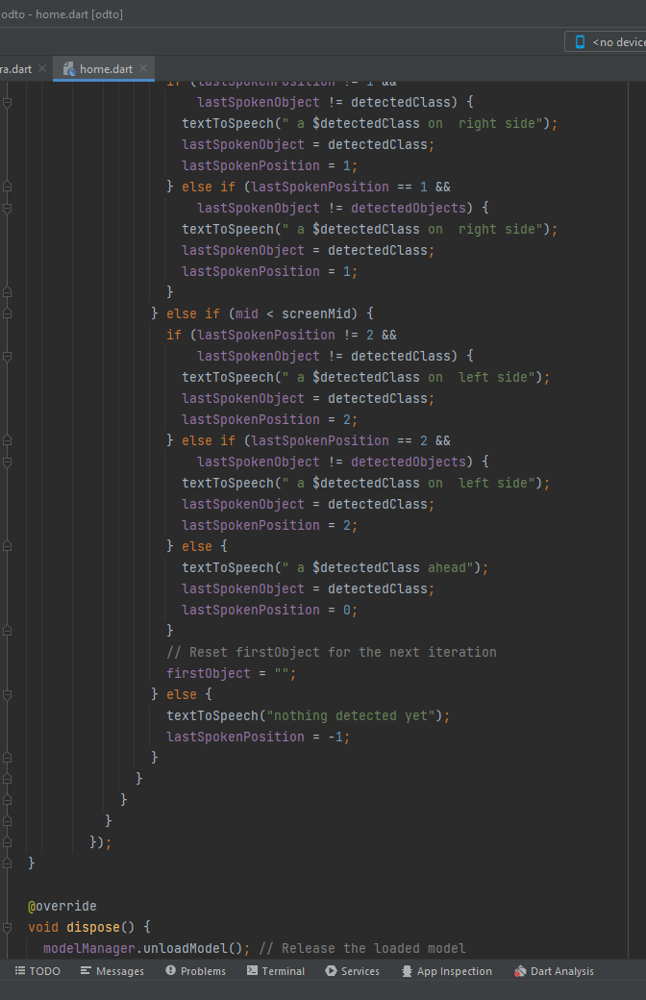 odto - home.dart [odto]
<no device
ra.dart
home.dart
if (lastSpokenPosition != 1 &&
lastSpokenObject != detectedClass) {
textToSpeech(" a $detectedClass on  right side");
lastSpokenObject = detectedClass;
lastSpokenPosition = 1;
} else if (lastSpokenPosition == 1 &&
lastSpokenObject != detectedObjects) {
textToSpeech(" a $detectedClass on  right side");
lastSpokenObject = detectedClass;
lastSpokenPosition = 1;
}
} else if (mid < screenMid) {
if (lastSpokenPosition != 2 &&
lastSpokenObject != detectedClass) {
textToSpeech(" a $detectedClass on  left side");
lastSpokenObject = detectedClass;
lastSpokenPosition = 2;
} else if (lastSpokenPosition == 2 &&
lastSpokenObject != detectedObjects) {
textToSpeech(" a $detectedClass on  left side");
lastSpokenObject = detectedClass;
lastSpokenPosition = 2;
} else {
textToSpeech(" a $detectedClass ahead");
lastSpokenObject = detectedClass;
lastSpokenPosition = 0;
}
// Reset firstObject for the next iteration
firstObject = "";
} else {
textToSpeech("nothing detected yet");
lastSpokenPosition = -1;
}
}
}
}
});
}
@override
void dispose() {
modelManager.unloadModel(); // Release the loaded model
TODO
Messages
Problems
Terminal
Services
App Inspection
Dart Analysis